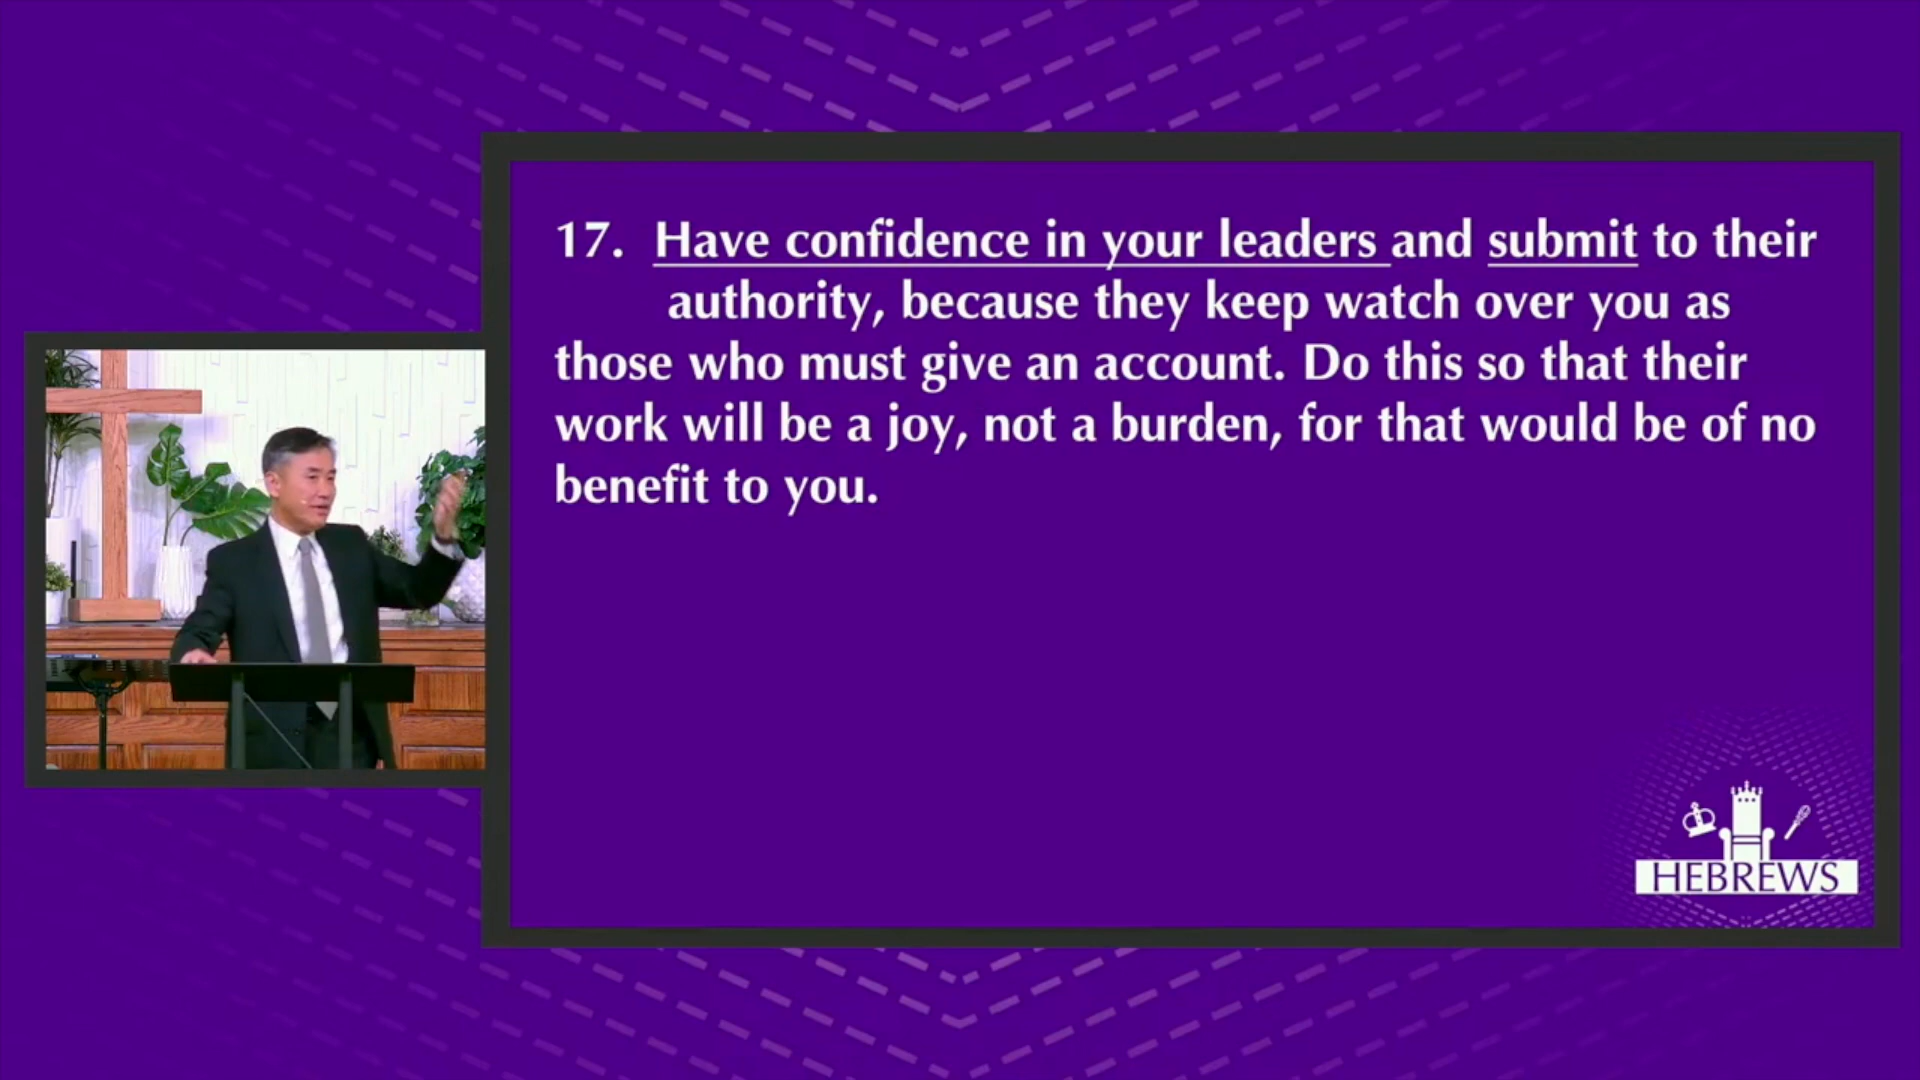 17. Have confidence in your leaders and submit to their
authority, because they keep watch over you as
those who must give an account. Do this so that their
work will be a joy, not a burden, for that would be of no
benefit to you.
HEBREWS